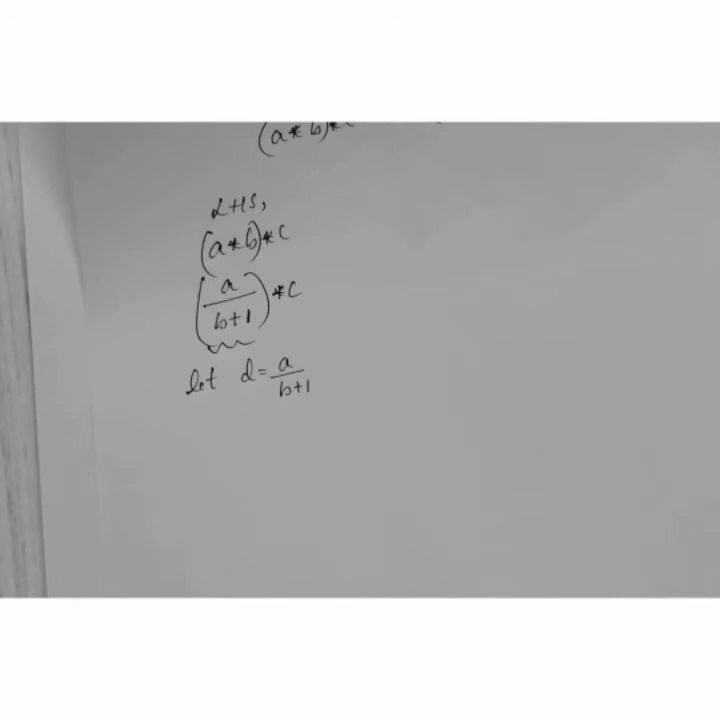 (a*b)*c
LHS,
(a*b)*c
(a/(b+1))*c
let d = a/(b+1)